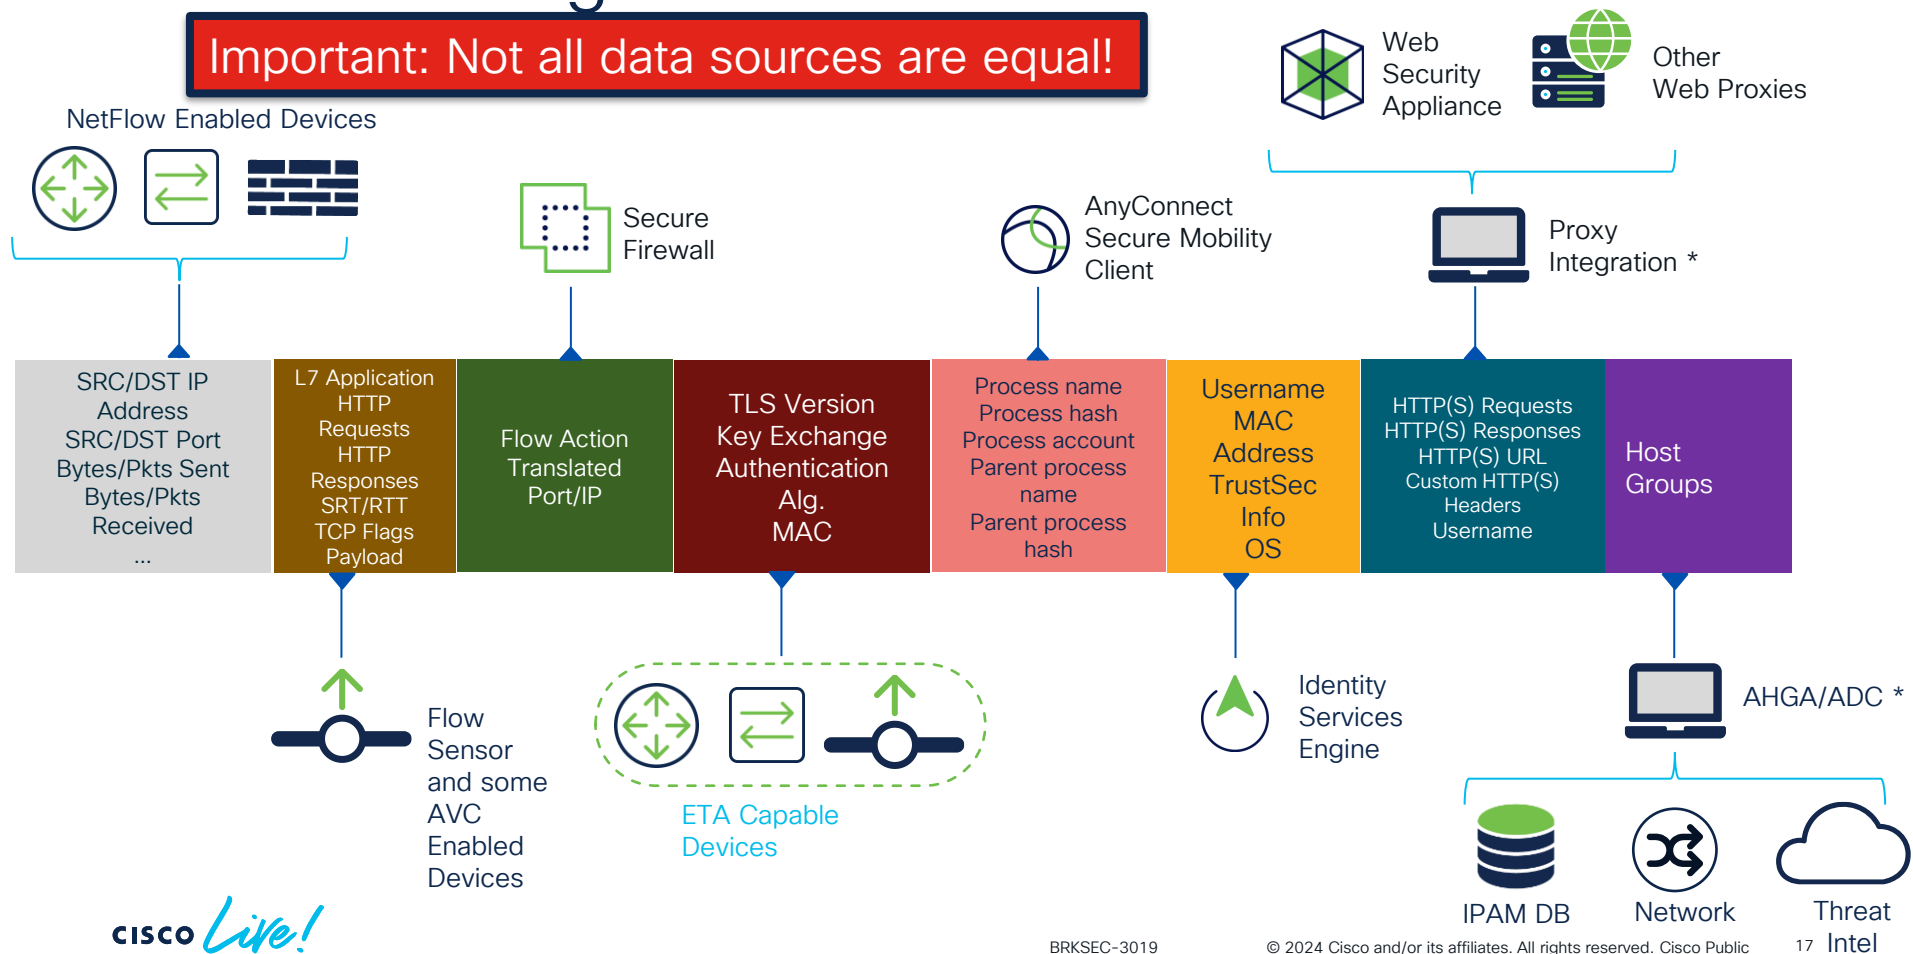 Important: Not all data sources are equal!
NetFlow Enabled Devices
Secure
Firewall
AnyConnect
Secure Mobility
Client
Web
Security
Appliance
Other
Web Proxies
Proxy
Integration *
SRC/DST IP
Address
SRC/DST Port
Bytes/Pkts Sent
Bytes/Pkts
Received
...
L7 Application
HTTP
Requests
HTTP
Responses
SRT/RTT
TCP Flags
Payload
Flow Action
Translated
Port/IP
TLS Version
Key Exchange
Authentication
Alg.
MAC
Process name
Process hash
Process account
Parent process
name
Parent process
hash
Username
MAC
Address
TrustSec
Info
OS
HTTP(S) Requests
HTTP(S) Responses
HTTP(S) URL
Custom HTTP(S)
Headers
Username
Host
Groups
Flow
Sensor
and some
AVC
Enabled
Devices
ETA Capable
Devices
Identity
Services
Engine
AHGA/ADC *
IPAM DB
Network
Threat
Intel
CISCO Live!
BRKSEC-3019
© 2024 Cisco and/or its affiliates. All rights reserved. Cisco Public
17